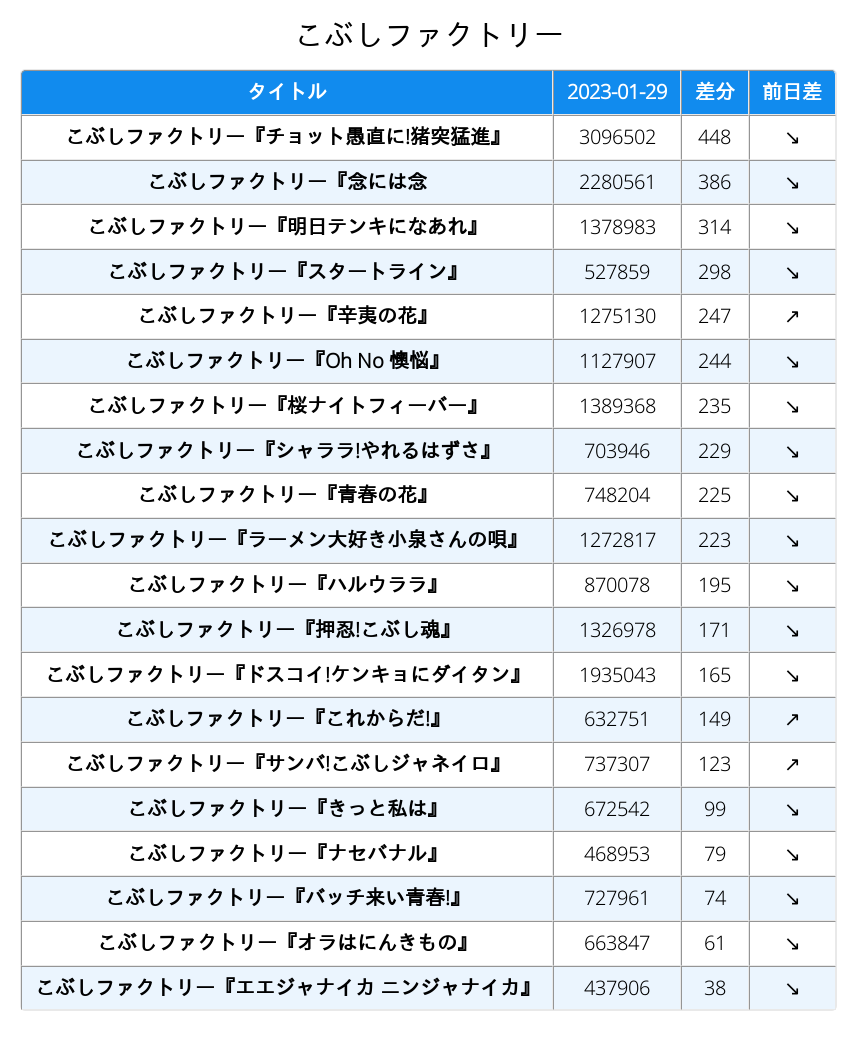 こぶしファクトリー
タイトル 2023-01-29 差分 前日差
こぶしファクトリー『チョット愚直に!猪突猛進』 3096502 448 ↘
こぶしファクトリー『念には念 2280561 386 ↘
こぶしファクトリー『明日テンキになあれ』 1378983 314 ↘
こぶしファクトリー『スタートライン』 527859 298 ↘
こぶしファクトリー『辛夷の花』 1275130 247 ↗
こぶしファクトリー『Oh No 懊悩』 1127907 244 ↘
こぶしファクトリー『桜ナイトフィーバー』 1389368 235 ↘
こぶしファクトリー『シャララ!やれるはずさ』 703946 229 ↘
こぶしファクトリー『青春の花』 748204 225 ↘
こぶしファクトリー『ラーメン大好き小泉さんの唄』 1272817 223 ↘
こぶしファクトリー『ハルウララ』 870078 195 ↘
こぶしファクトリー『押忍!こぶし魂』 1326978 171 ↘
こぶしファクトリー『ドスコイ!ケンキョにダイタン』 1935043 165 ↘
こぶしファクトリー『これからだ!』 632751 149 ↗
こぶしファクトリー『サンバ!こぶしジャネイロ』 737307 123 ↗
こぶしファクトリー『きっと私は』 672542 99 ↘
こぶしファクトリー『ナセバナル』 468953 79 ↘
こぶしファクトリー『バッチ来い青春!』 727961 74 ↘
こぶしファクトリー『オラはにんきもの』 663847 61 ↘
こぶしファクトリー『エエジャナイカ ニンジャナイカ』 437906 38 ↘